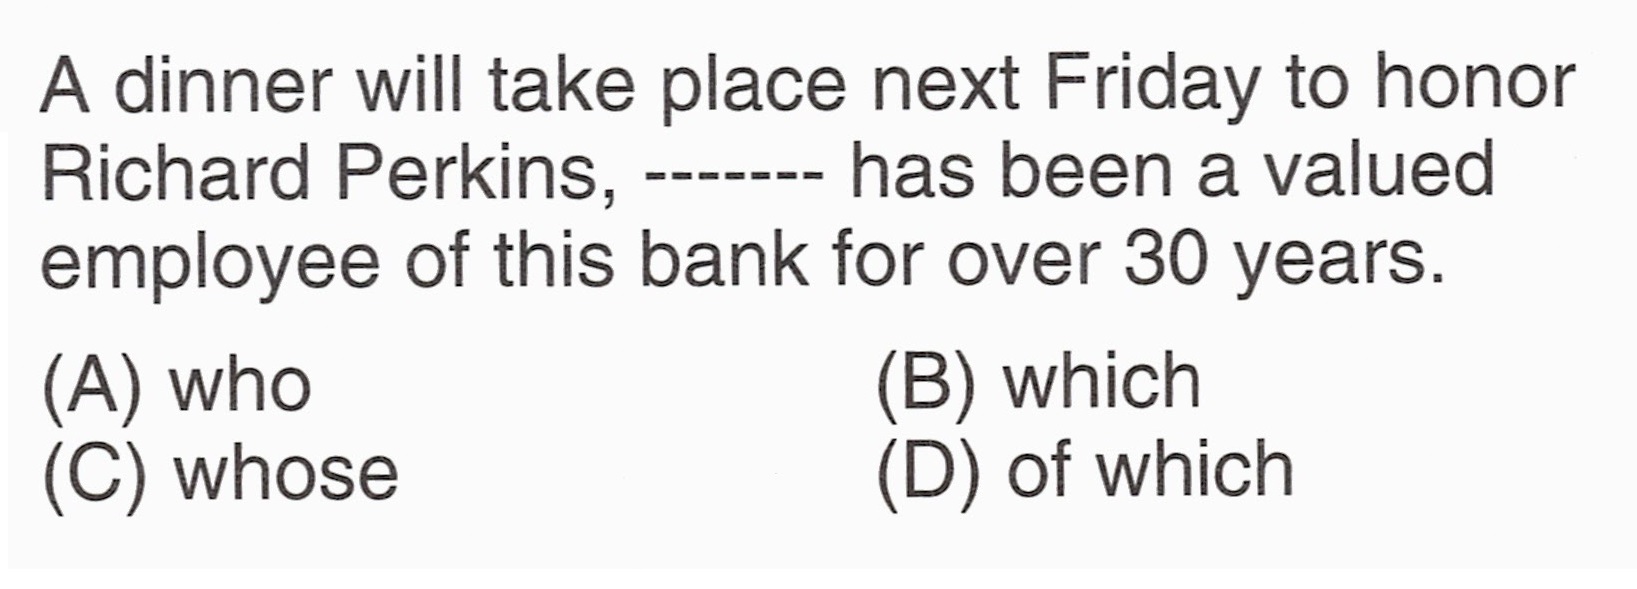 A dinner will take place next Friday to honor
Richard Perkins, ------- has been a valued
employee of this bank for over 30 years.
(A) who (B) which
(C) whose (D) of which